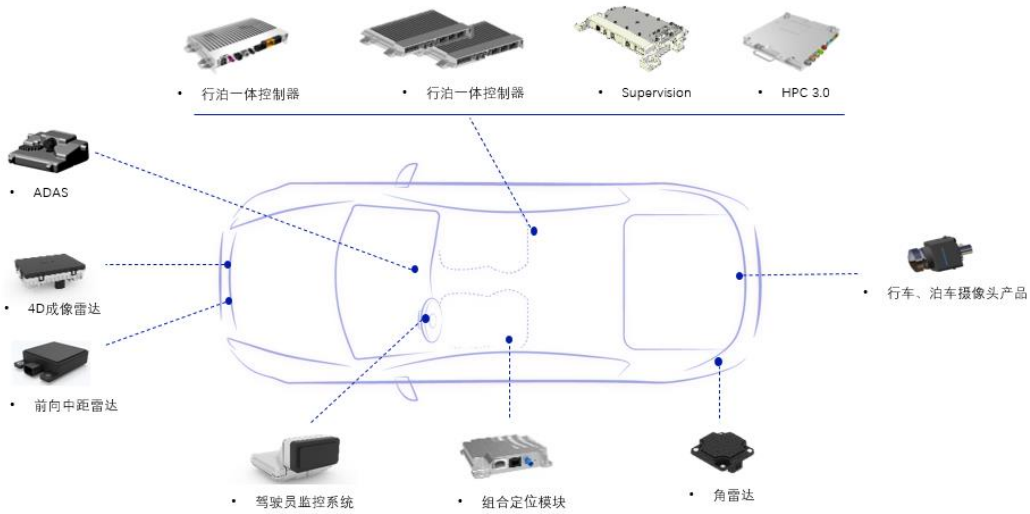 • 行泊一体控制器
• 行泊一体控制器
• Supervision
• HPC 3.0
• ADAS
• 4D成像雷达
• 行车、泊车摄像头产品
• 前向中距雷达
• 驾驶员监控系统
• 组合定位模块
• 角雷达